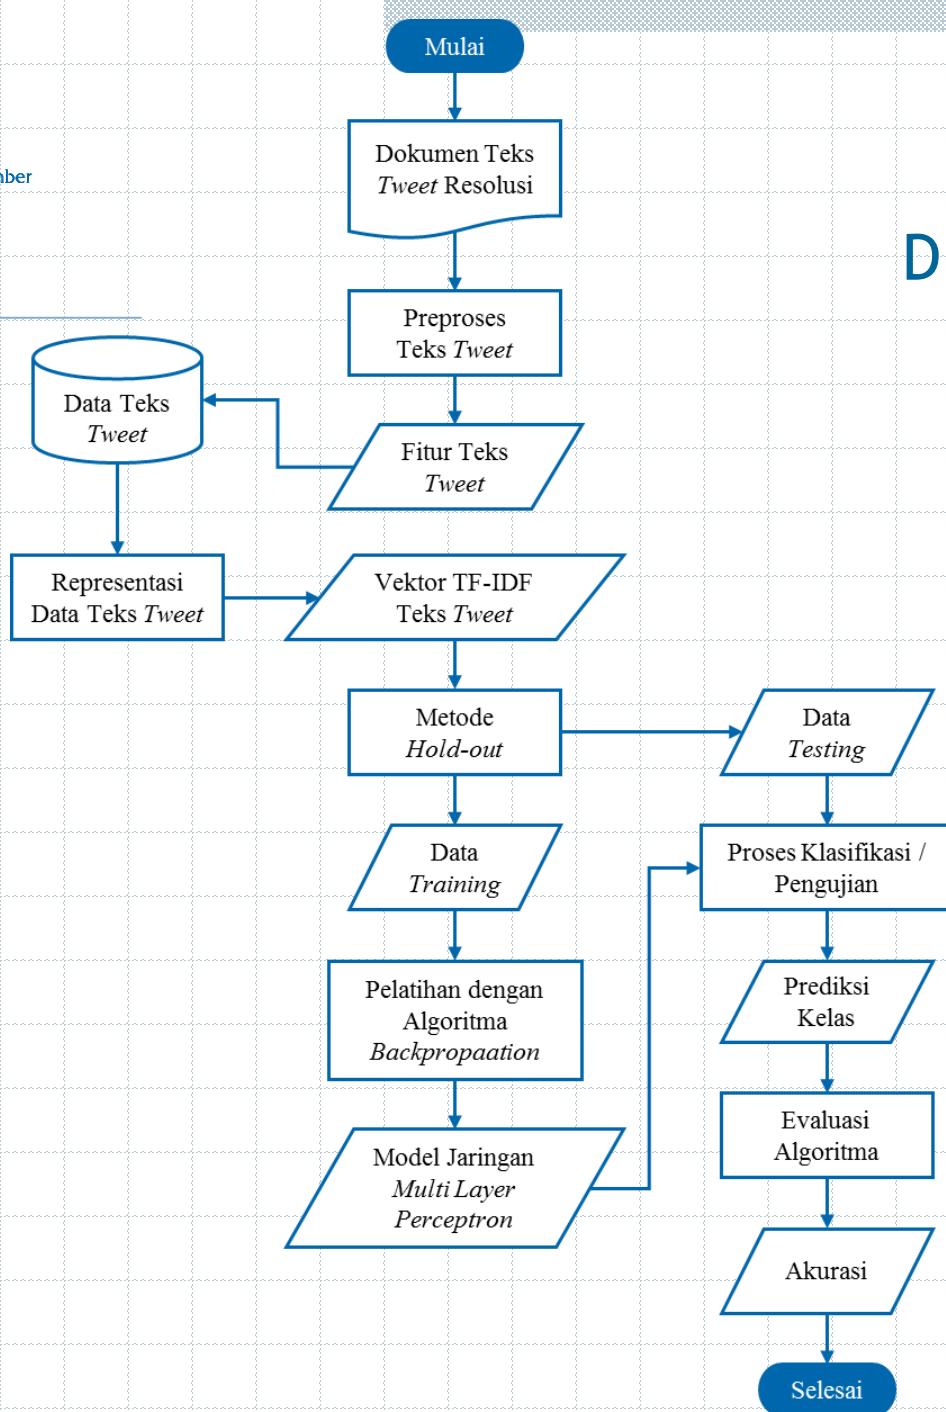 Mulai
Dokumen Teks
Tweet Resolusi
mber
D
Preproses
Teks Tweet
Data Teks
Tweet
Fitur Teks
Tweet
Representasi
Data Teks Tweet
Vektor TF-IDF
Teks Tweet
Metode
Hold-out
Data
Testing
Data
Training
Proses Klasifikasi /
Pengujian
Pelatihan dengan
Algoritma
Backpropaation
Prediksi
Kelas
Model Jaringan
Multi Layer
Perceptron
Evaluasi
Algoritma
Akurasi
Selesai